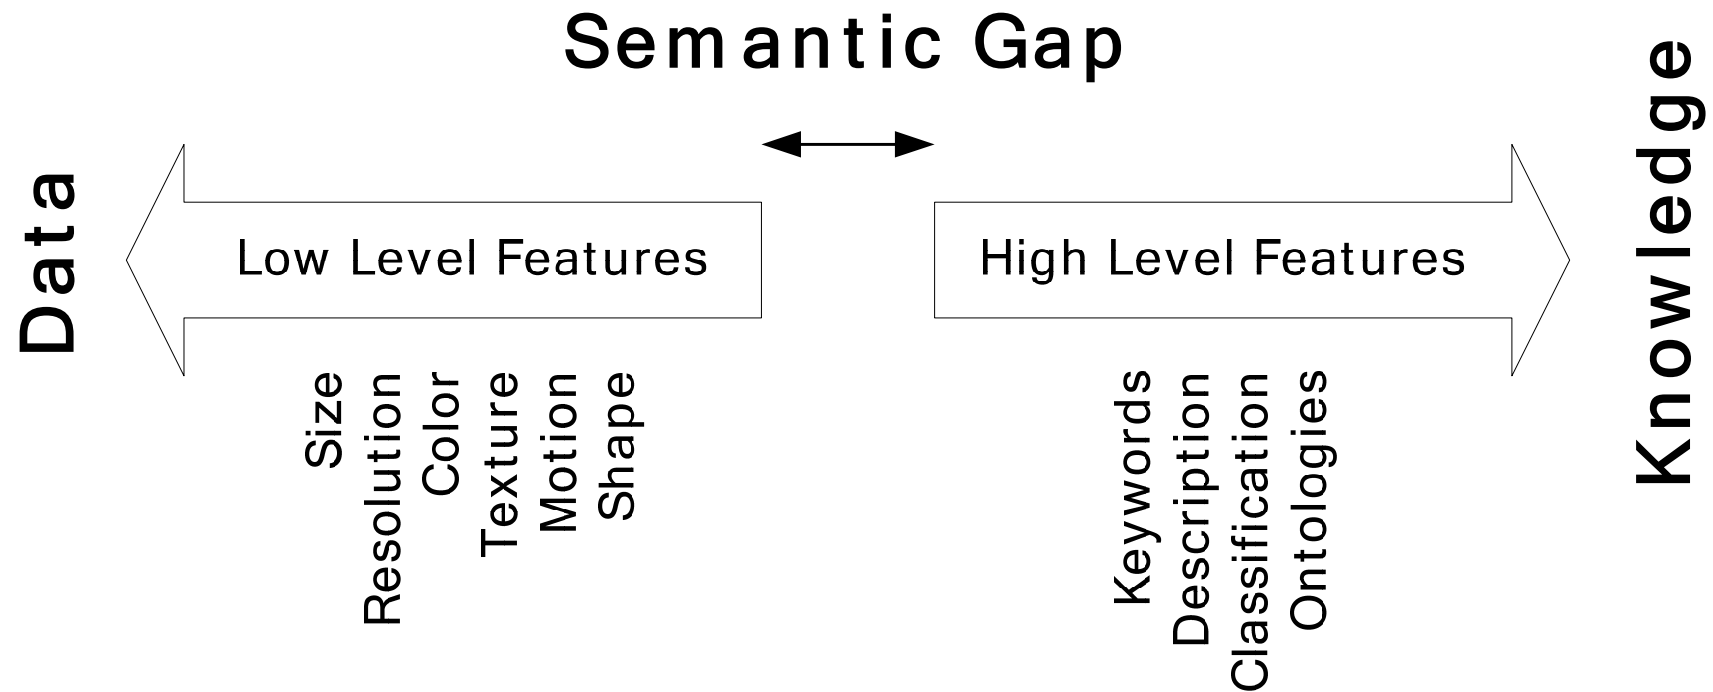 Semantic Gap
Data
Low Level Features
High Level Features
Knowledge
Size
Resolution
Color
Texture
Motion
Shape
Keywords
Description
Classification
Ontologies